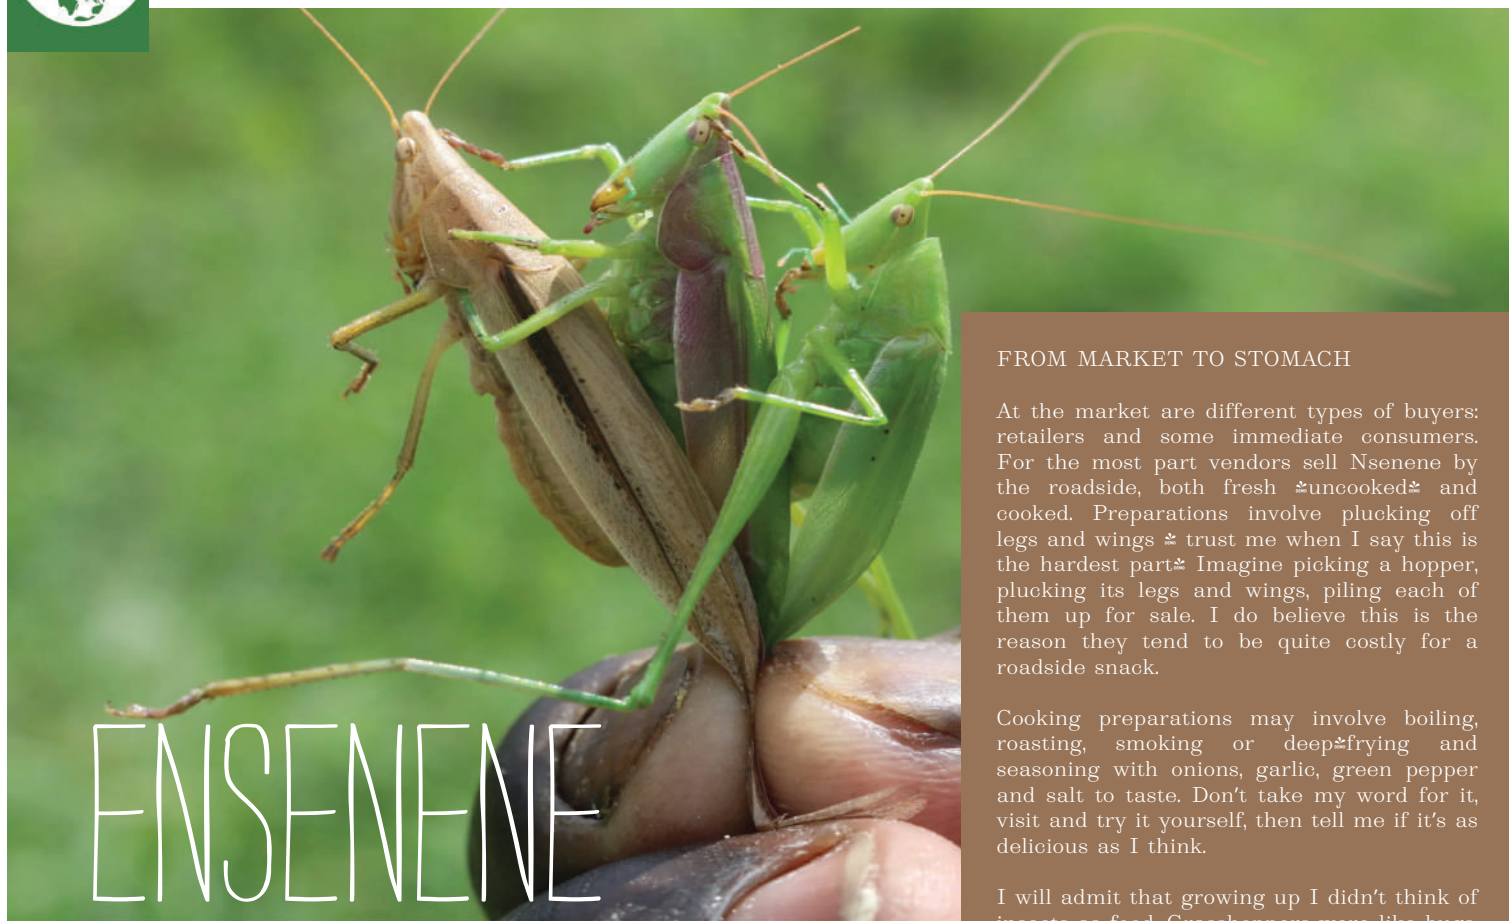 ENSENENE
FROM MARKET TO STOMACH
At the market are different types of buyers:
retailers and some immediate consumers.
For the most part vendors sell Nsenene by
the roadside, both fresh uncooked and
cooked. Preparations involve plucking off
legs and wings trust me when I say this is
the hardest part Imagine picking a hopper,
plucking its legs and wings, piling each of
them up for sale. I do believe this is the
reason they tend to be quite costly for a
roadside snack.
Cooking preparations may involve boiling,
roasting, smoking or deep frying and
seasoning with onions, garlic, green pepper
and salt to taste. Don't take my word for it,
visit and try it yourself, then tell me if it's as
delicious as I think.
I will admit that growing up I didn't think of